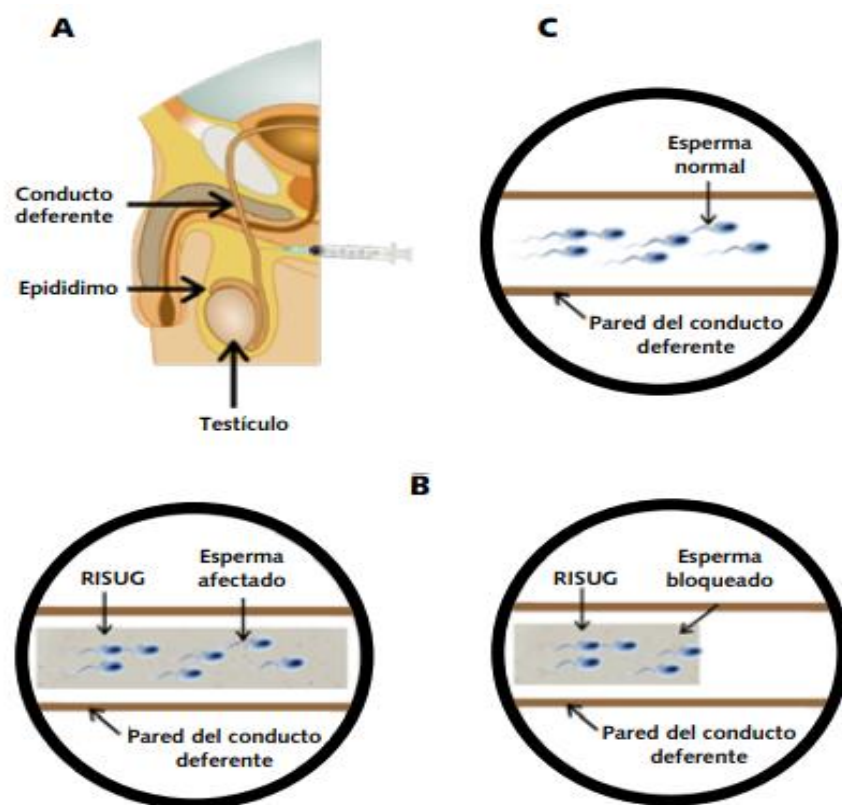 A
Conducto
deferente
Epididimo
Testículo
C
Esperma
normal
Pared del conducto
deferente
B
RISUG
Esperma
afectado
Pared del conducto
deferente
RISUG
Esperma
bloqueado
Pared del conducto
deferente